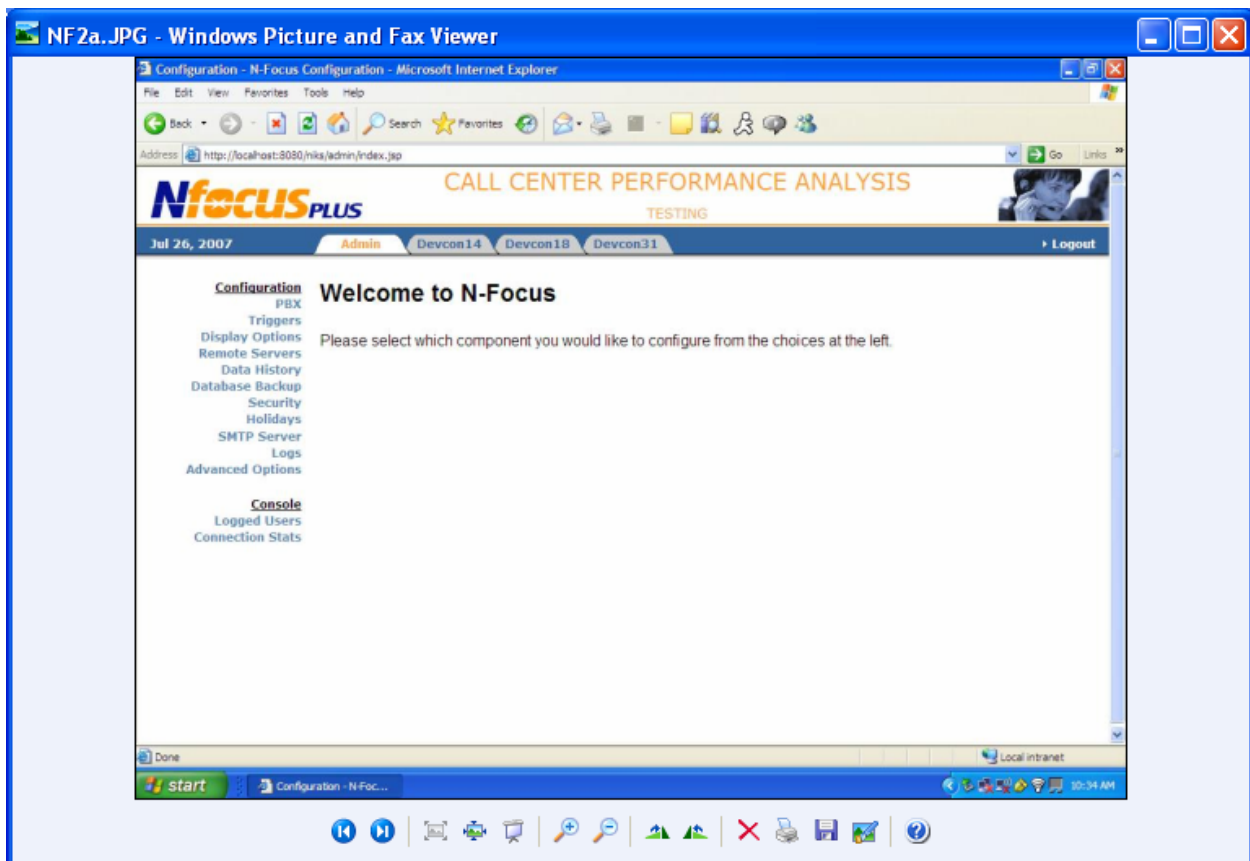 NF2a.JPG - Windows Picture and Fax Viewer
Configuration - N-Focus Configuration - Microsoft Internet Explorer
File Edit View Favorites Tools Help
Back Search Favorites
Address http://localhost:8080/niks/admin/index.jsp Go Links »
Nfocus PLUS
CALL CENTER PERFORMANCE ANALYSIS
TESTING
Jul 26, 2007 Admin Devcon14 Devcon18 Devcon31 Logout
Configuration
PBX
Triggers
Display Options
Remote Servers
Data History
Database Backup
Security
Holidays
SMTP Server
Logs
Advanced Options
Console
Logged Users
Connection Stats
Welcome to N-Focus
Please select which component you would like to configure from the choices at the left.
Done Local intranet
start Configuration - N-Foc... 10:34 AM